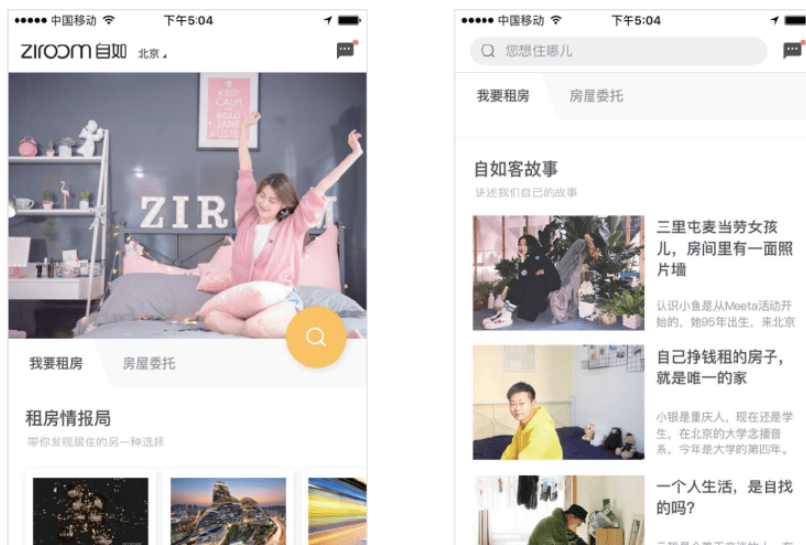 中国移动 下午5:04
ZIROOM 自如 北京
KEEP
CALM
AND
READ
JANE
AUSTEN
ZIR M
我要租房 房屋委托
租房情报局
带你发现居住的另一种选择
中国移动 下午5:04
您想住哪儿
我要租房 房屋委托
自如客故事
讲述我们自己的故事
三里屯麦当劳女孩
儿，房间里有一面照
片墙
认识小鱼是从Meeta活动开
始的，她95年出生，来北京
自己挣钱租的房子，
就是唯一的家
小银是重庆人，现在还是学
生，在北京的大学念播音
系，今年是大学的第四年。
一个人生活，是自找
的吗？